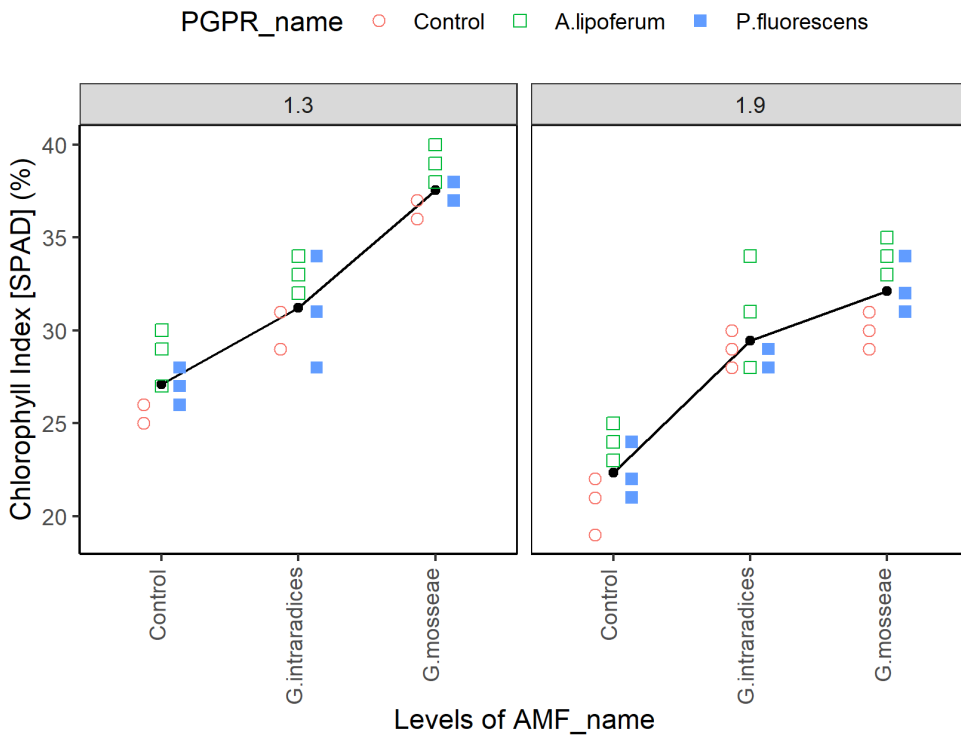 PGPR_name Control A.lipoferum P.fluorescens
1.3 1.9
Chlorophyll Index [SPAD] (%)
40
35
30
25
20
Control G.intraradices G.mosseae Control G.intraradices G.mosseae
Levels of AMF_name